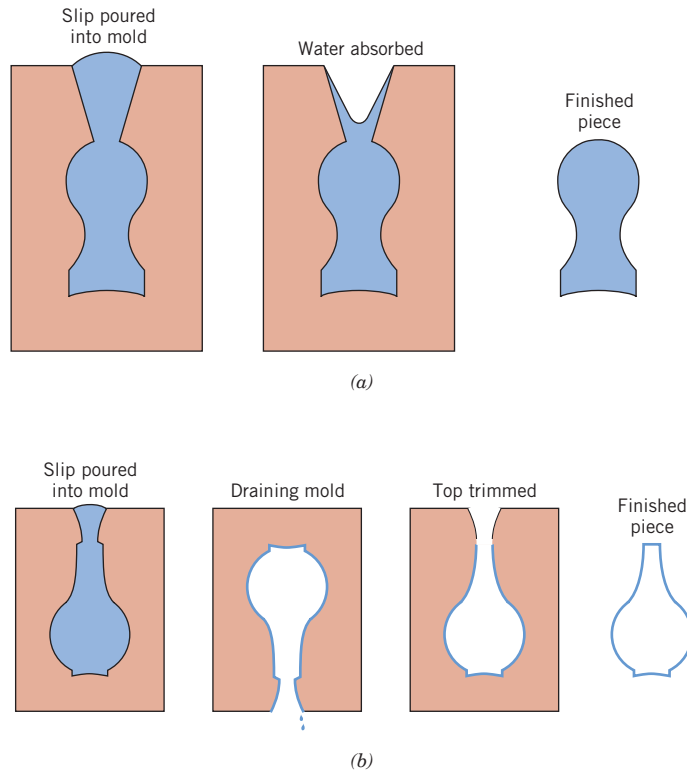 Slip poured
into mold
Water absorbed
Finished
piece
(a)
Slip poured
into mold
Draining mold
Top trimmed
Finished
piece
(b)